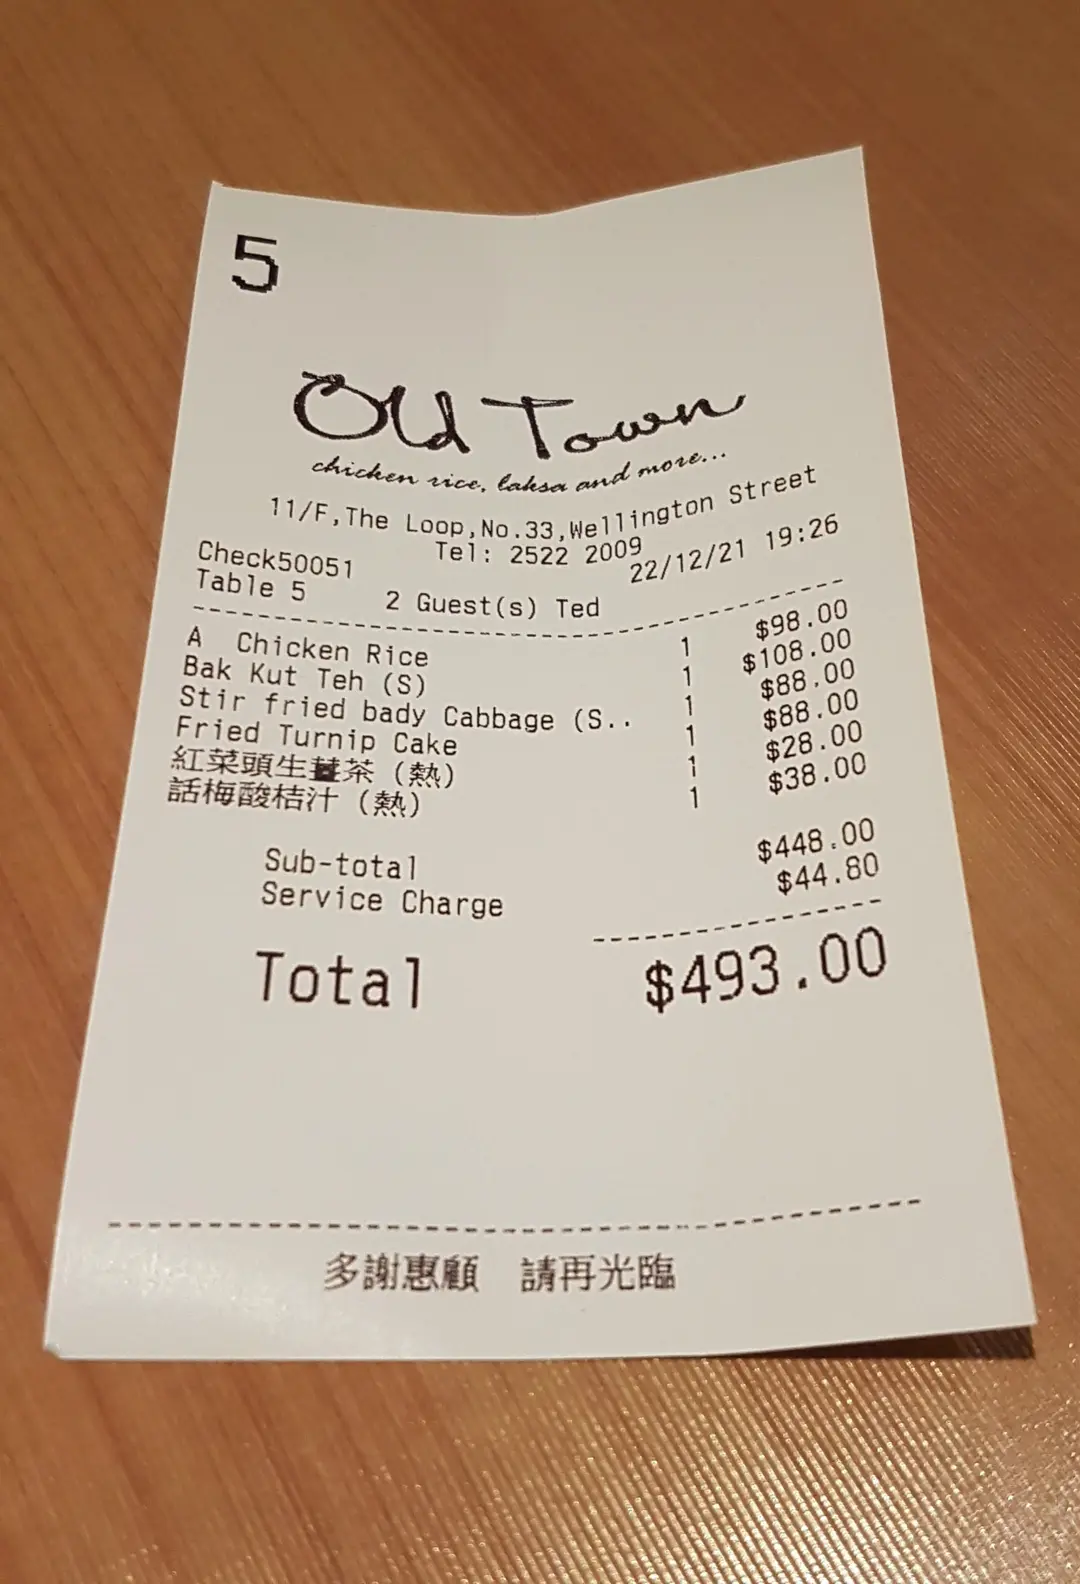 5
Old Town
chicken rice, laksa and more...
11/F,The Loop,No.33,Wellington Street
Tel: 2522 2009
Check50051 22/12/21 19:26
Table 5 2 Guest(s) Ted
A Chicken Rice 1 $98.00
Bak Kut Teh (S) 1 $108.00
Stir fried bady Cabbage (S.. 1 $88.00
Fried Turnip Cake 1 $88.00
紅菜頭生薑茶 (熱) 1 $28.00
話梅酸桔汁 (熱) 1 $38.00
Sub-total $448.00
Service Charge $44.80
Total $493.00
多謝惠顧 請再光臨